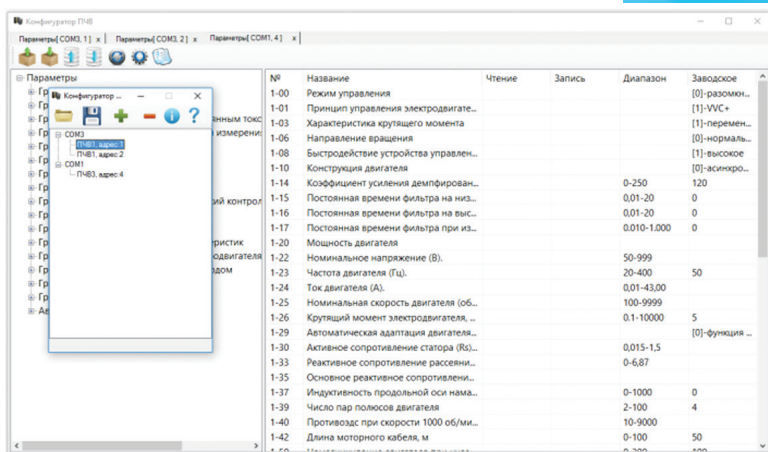 Конфигуратор ПЧВ
Параметры[ COM3, 1] x Параметры[ COM3, 2] x Параметры[ COM1, 4] x
Параметры
Конфигуратор ...
COM3
ПЧВ1, адрес:1
ПЧВ1, адрес:2
COM1
ПЧВ3, адрес:4
№ Название Чтение Запись Диапазон Заводское
1-00 Режим управления [0]-разомкн...
1-01 Принцип управления электродвигате... [1]-VVC+
1-03 Характеристика крутящего момента [1]-перемен...
1-06 Направление вращения [0]-нормаль...
1-08 Быстродействие устройства управлен... [1]-высокое
1-10 Конструкция двигателя [0]-асинхро...
1-14 Коэффициент усиления демпфирован... 0-250 120
1-15 Постоянная времени фильтра на низ... 0,01-20 0
1-16 Постоянная времени фильтра на выс... 0,01-20 0
1-17 Постоянная времени фильтра при из... 0.010-1.000 0
1-20 Мощность двигателя
1-22 Номинальное напряжение (В). 50-999
1-23 Частота двигателя (Гц). 20-400 50
1-24 Ток двигателя (А). 0,01-43,00
1-25 Номинальная скорость двигателя (об... 100-9999
1-26 Крутящий момент электродвигателя, ... 0.1-10000 5
1-29 Автоматическая адаптация двигателя... [0]-функция ...
1-30 Активное сопротивление статора (Rs)... 0,015-1,5
1-33 Реактивное сопротивление рассеяни... 0-6,87
1-35 Основное реактивное сопротивлени...
1-37 Индуктивность продольной оси нама... 0-1000 0
1-39 Число пар полюсов двигателя 2-100 4
1-40 Противоэдс при скорости 1000 об/ми... 10-9000
1-42 Длина моторного кабеля, м 0-100 50